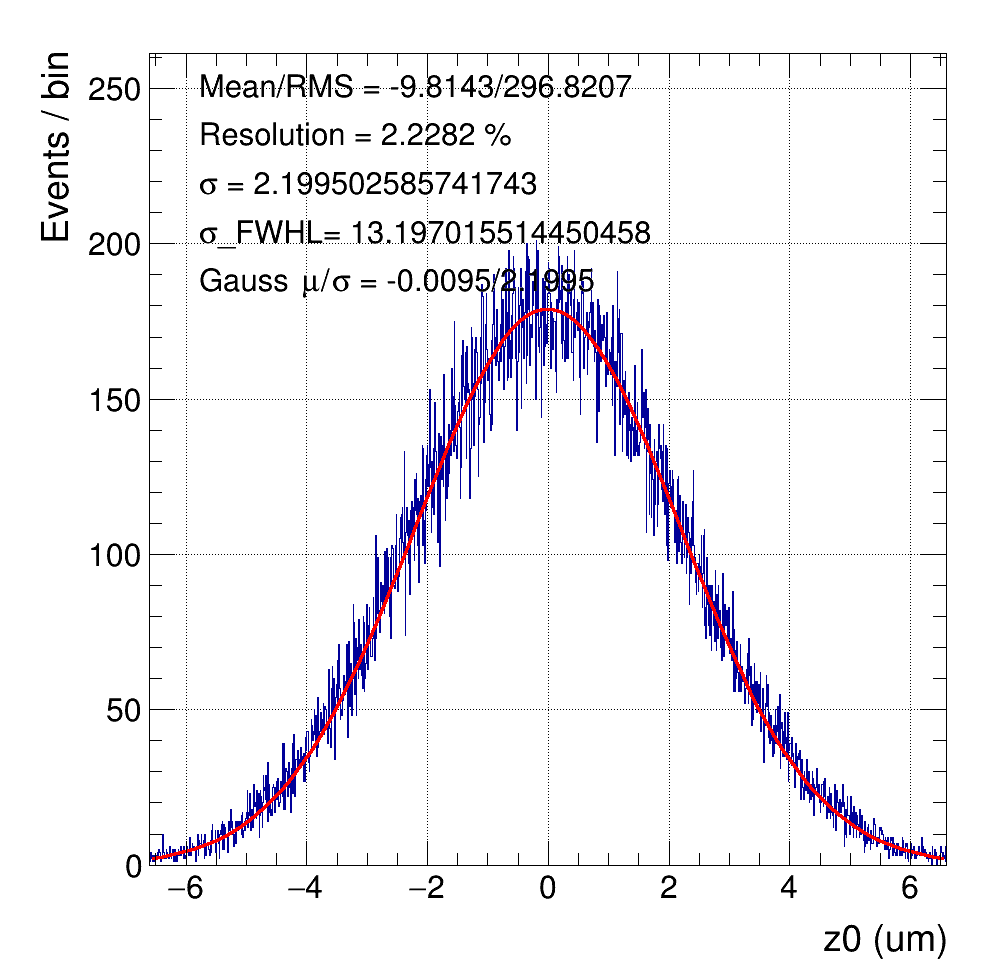 Events / bin
250
200
150
100
50
0
Mean/RMS = -9.8143/296.8207
Resolution = 2.2282 %
σ = 2.199502585741743
σ_FWHL= 13.197015514450458
Gauss μ/σ = -0.0095/2.1995
−6 −4 −2 0 2 4 6
z0 (um)